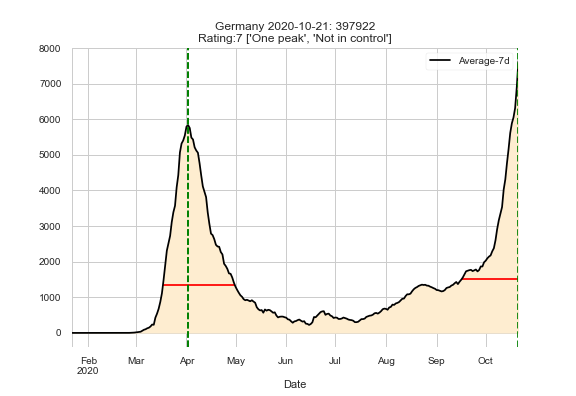 Germany 2020-10-21: 397922
Rating:7 ['One peak', 'Not in control']
8000
Average-7d
7000
6000
5000
4000
3000
2000
1000
0
Feb Mar Apr May Jun Jul Aug Sep Oct
2020
Date